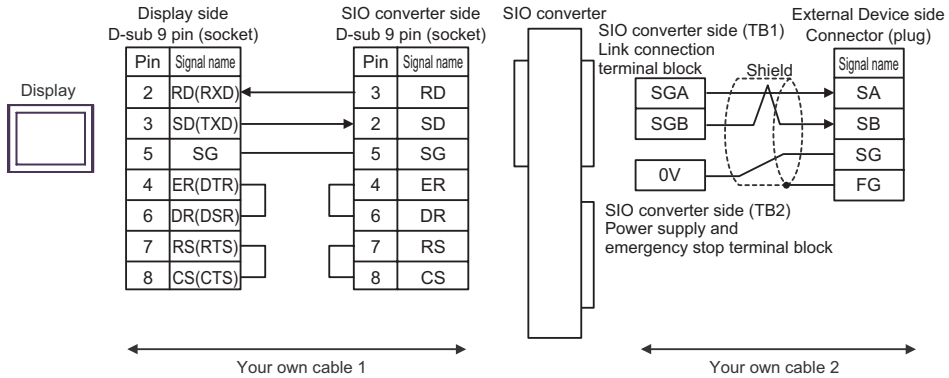 Display side
D-sub 9 pin (socket)
SIO converter side
D-sub 9 pin (socket)
SIO converter
SIO converter side (TB1)
Link connection
terminal block
External Device side
Connector (plug)
Display
Pin Signal name
2 RD(RXD)
3 SD(TXD)
5 SG
4 ER(DTR)
6 DR(DSR)
7 RS(RTS)
8 CS(CTS)
Pin Signal name
3 RD
2 SD
5 SG
4 ER
6 DR
7 RS
8 CS
Shield
SGA
SGB
0V
Signal name
SA
SB
SG
FG
SIO converter side (TB2)
Power supply and
emergency stop terminal block
Your own cable 1
Your own cable 2